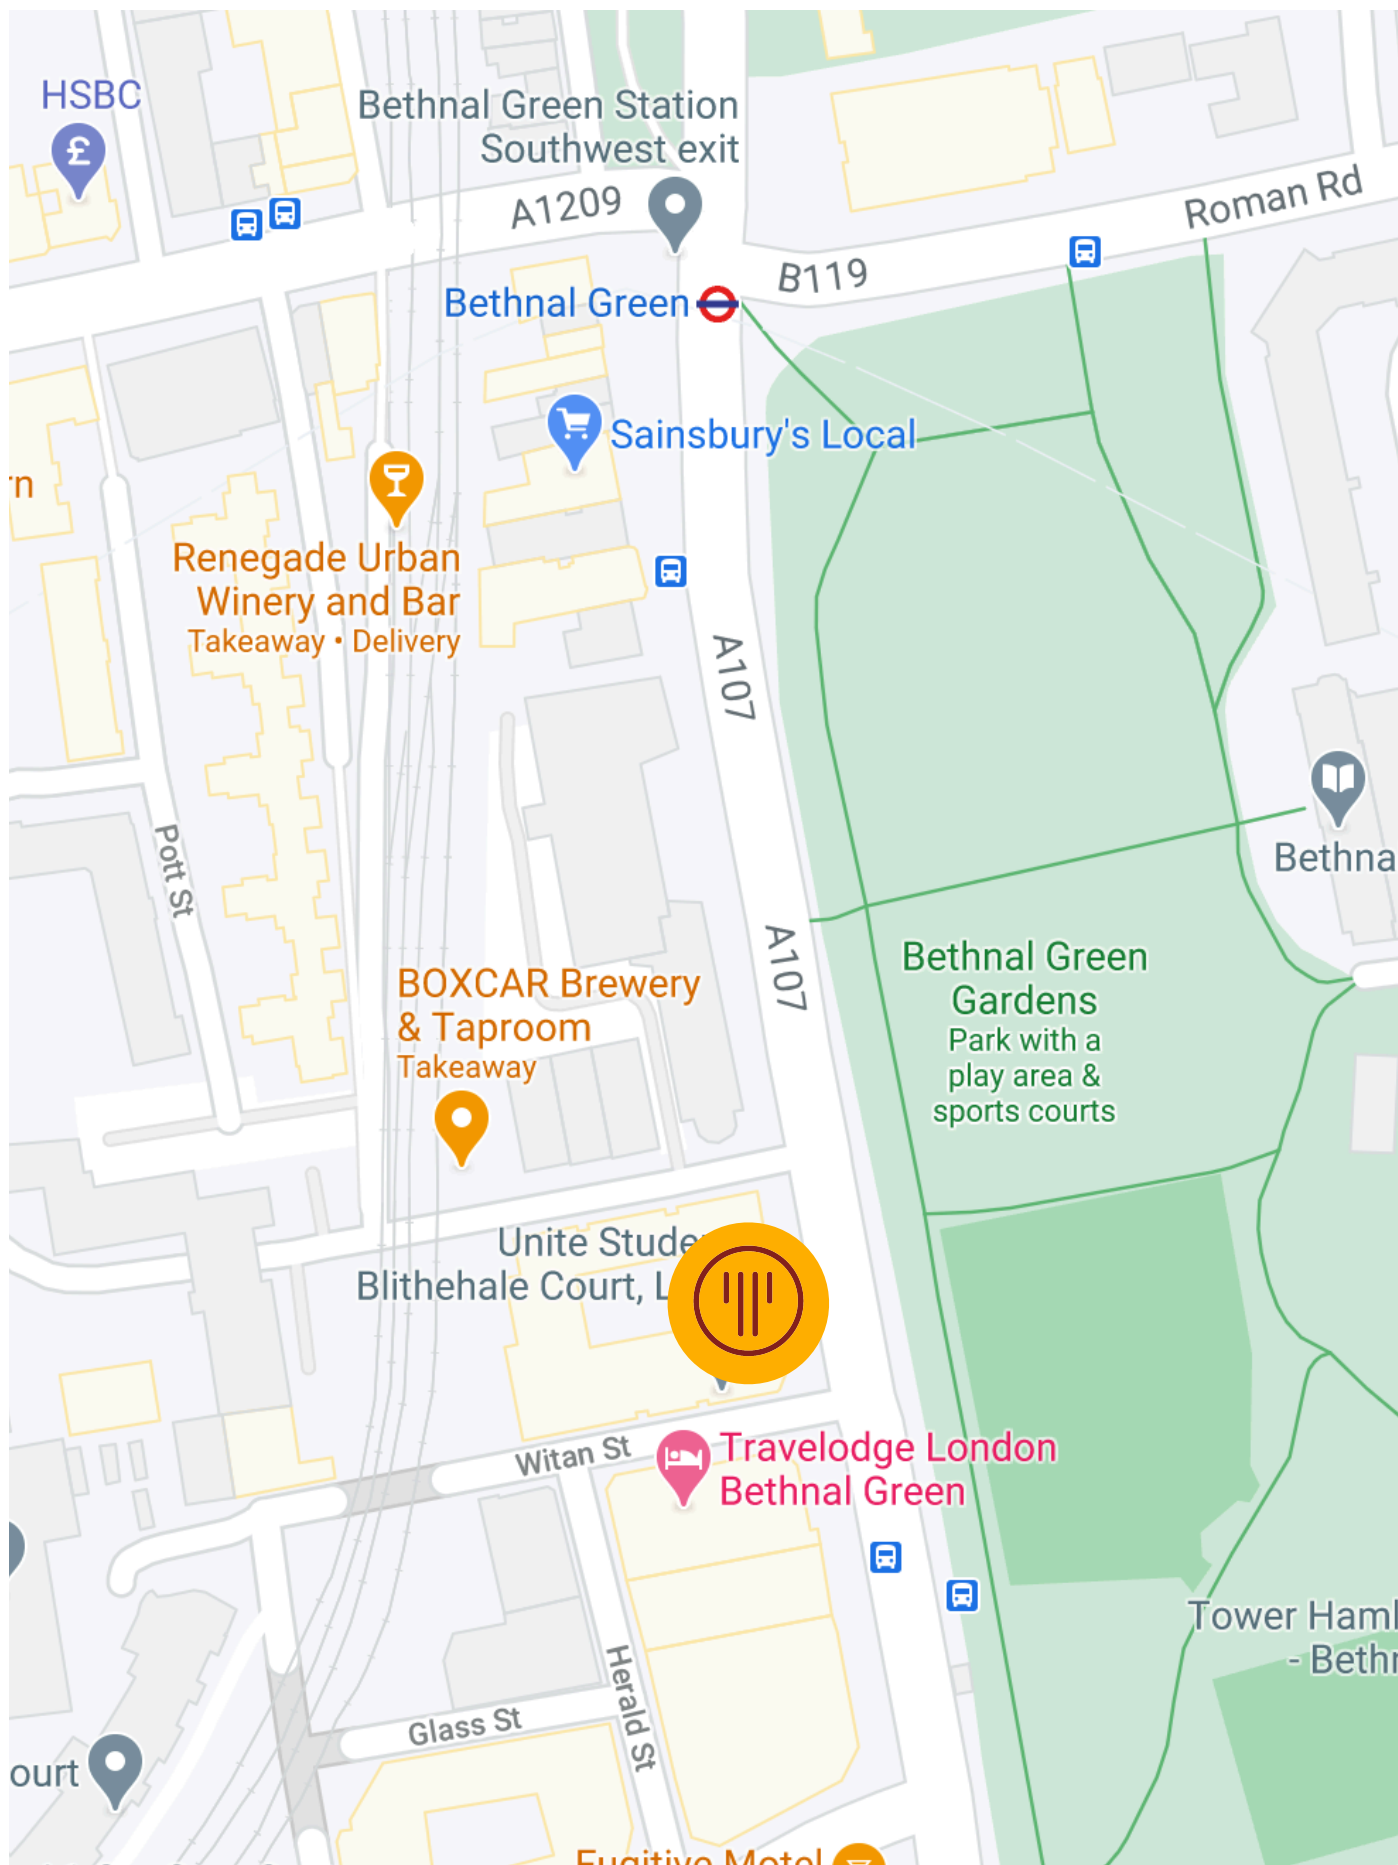 HSBC
£
Bethnal Green Station
Southwest exit
A1209
Roman Rd
B119
Bethnal Green
Sainsbury's Local
rn
Renegade Urban
Winery and Bar
Takeaway • Delivery
A107
Pott St
Bethna
A107
Bethnal Green
Gardens
Park with a
play area &
sports courts
BOXCAR Brewery
& Taproom
Takeaway
Unite Stude
Blithehale Court, L
Witan St
Travelodge London
Bethnal Green
Tower Haml
- Bethn
Herald St
Glass St
ourt
Fugitive Motel